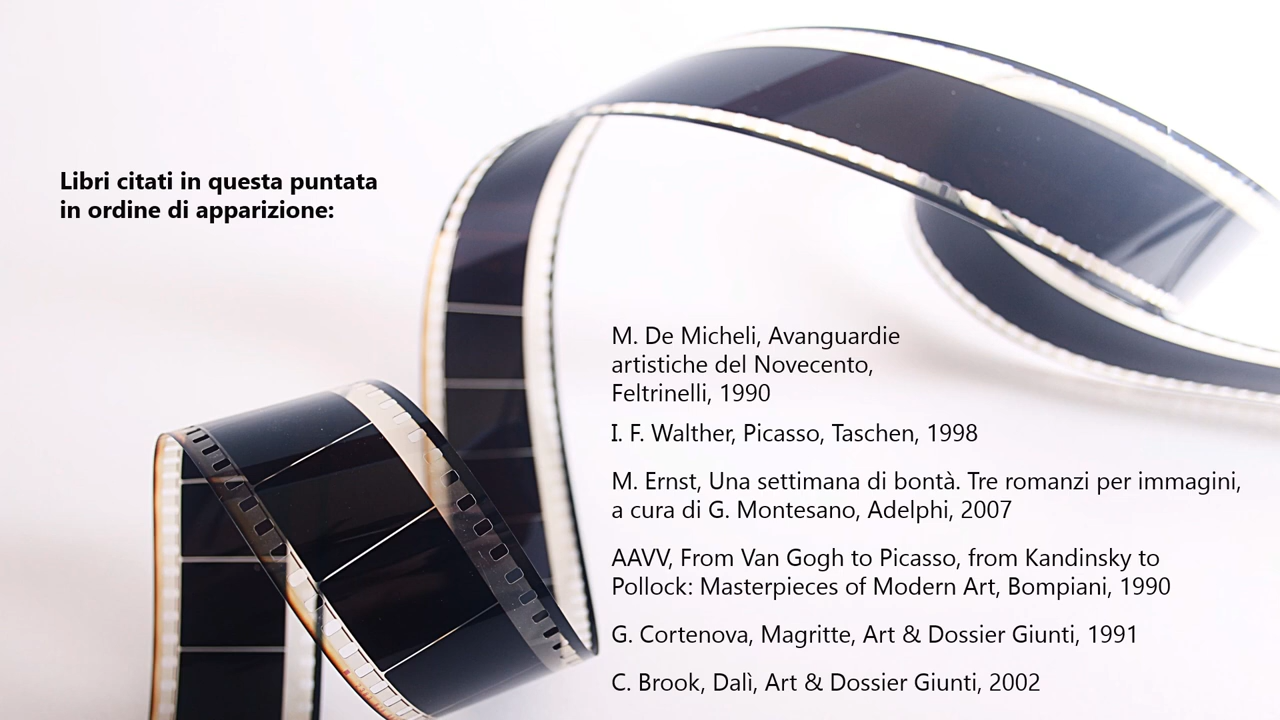 Libri citati in questa puntata
in ordine di apparizione:
M. De Micheli, Avanguardie
artistiche del Novecento,
Feltrinelli, 1990
I. F. Walther, Picasso, Taschen, 1998
M. Ernst, Una settimana di bontà. Tre romanzi per immagini,
a cura di G. Montesano, Adelphi, 2007
AAVV, From Van Gogh to Picasso, from Kandinsky to
Pollock: Masterpieces of Modern Art, Bompiani, 1990
G. Cortenova, Magritte, Art & Dossier Giunti, 1991
C. Brook, Dalì, Art & Dossier Giunti, 2002